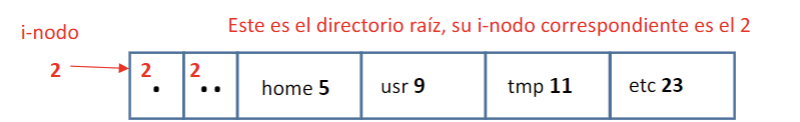 Este es el directorio raíz, su i-nodo correspondiente es el 2
i-nodo
2
2 . 2 .. home 5 usr 9 tmp 11 etc 23